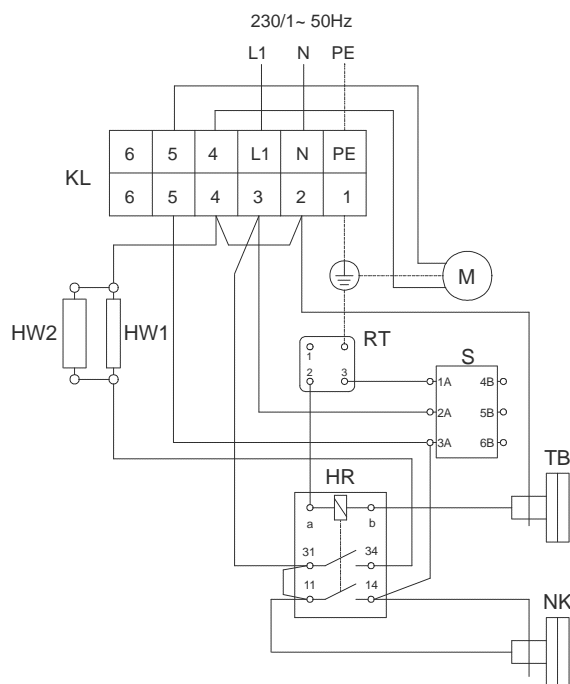 230/1~ 50Hz
L1 N PE
6 5 4 L1 N PE
KL
6 5 4 3 2 1
M
HW2 HW1
RT
1
2 3
S
1A 4B
2A 5B
3A 6B
TB
HR
a b
31 34
11 14
NK